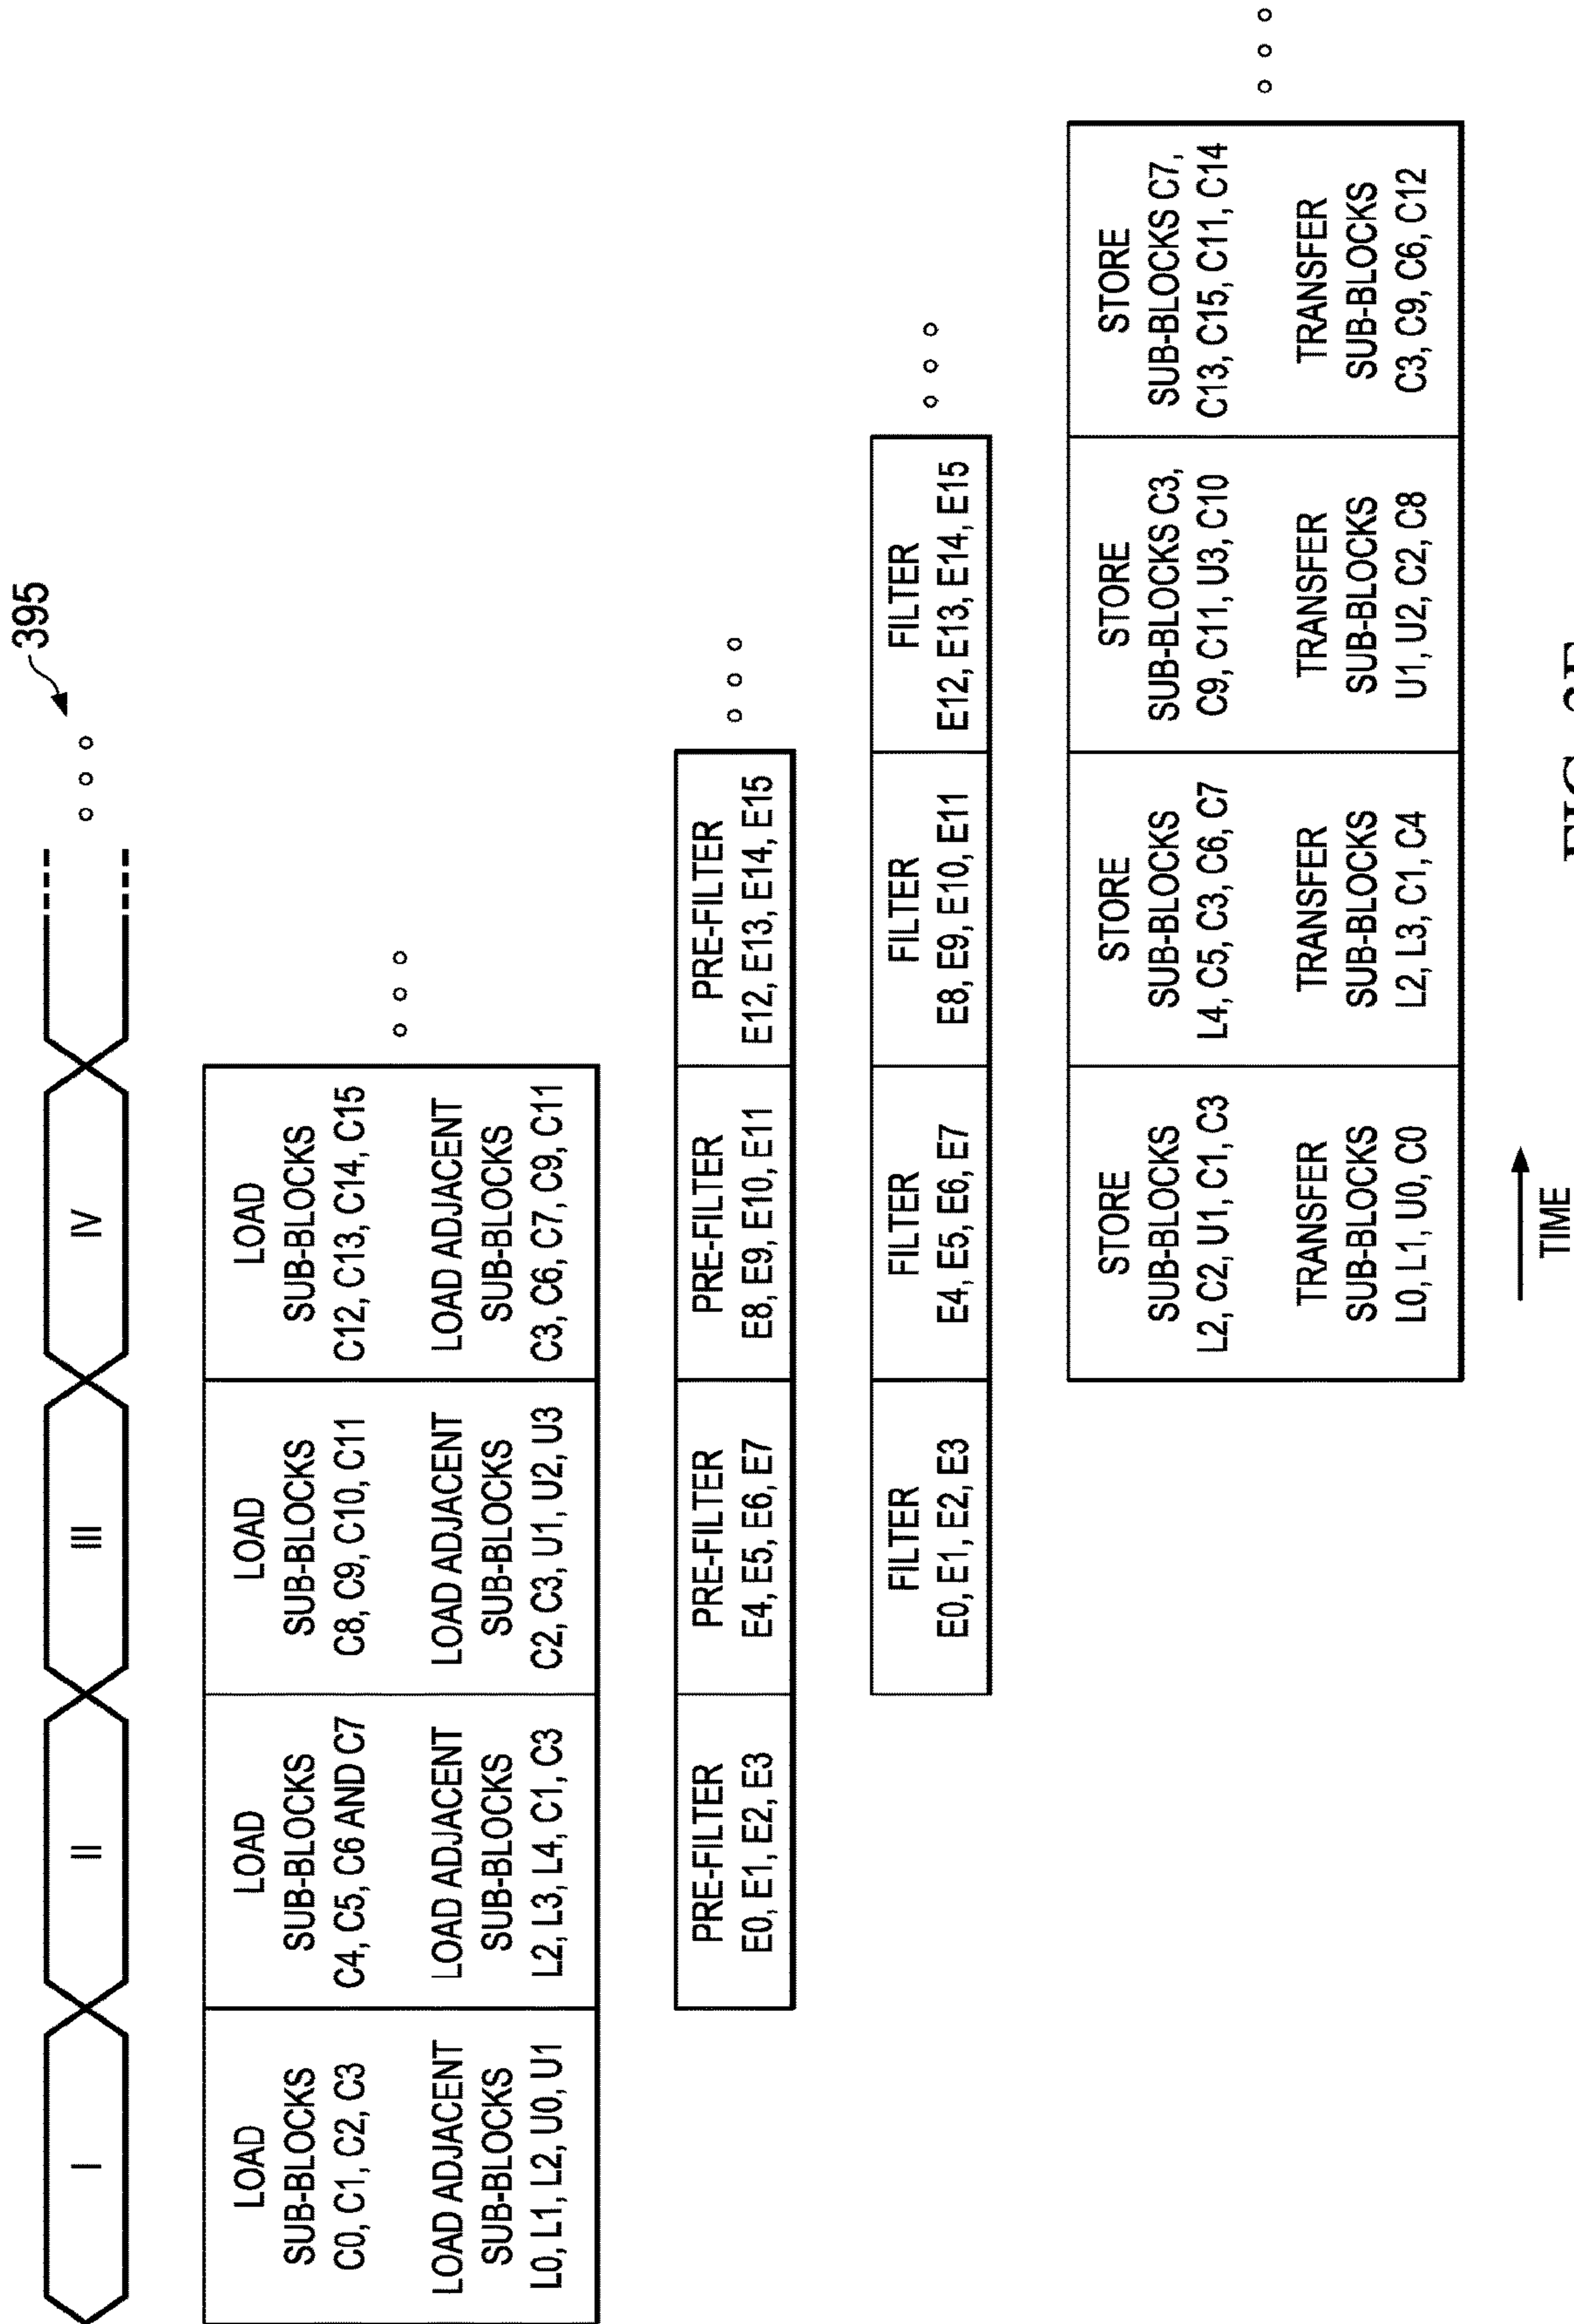 395
I
II
III
IV
LOAD
SUB-BLOCKS
C0, C1, C2, C3
LOAD ADJACENT
SUB-BLOCKS
L0, L1, L2, U0, U1
LOAD
SUB-BLOCKS
C4, C5, C6 AND C7
LOAD ADJACENT
SUB-BLOCKS
L2, L3, L4, C1, C3
LOAD
SUB-BLOCKS
C8, C9, C10, C11
LOAD ADJACENT
SUB-BLOCKS
C2, C3, U1, U2, U3
LOAD
SUB-BLOCKS
C12, C13, C14, C15
LOAD ADJACENT
SUB-BLOCKS
C3, C6, C7, C9, C11
PRE-FILTER
E0, E1, E2, E3
PRE-FILTER
E4, E5, E6, E7
PRE-FILTER
E8, E9, E10, E11
PRE-FILTER
E12, E13, E14, E15
FILTER
E0, E1, E2, E3
FILTER
E4, E5, E6, E7
FILTER
E8, E9, E10, E11
FILTER
E12, E13, E14, E15
STORE
SUB-BLOCKS
L2, C2, U1, C1, C3
TRANSFER
SUB-BLOCKS
L0, L1, U0, C0
STORE
SUB-BLOCKS
L4, C5, C3, C6, C7
TRANSFER
SUB-BLOCKS
L2, L3, C1, C4
STORE
SUB-BLOCKS C3,
C9, C11, U3, C10
TRANSFER
SUB-BLOCKS
U1, U2, C2, C8
STORE
SUB-BLOCKS C7,
C13, C15, C11, C14
TRANSFER
SUB-BLOCKS
C3, C9, C6, C12
TIME
FIG.